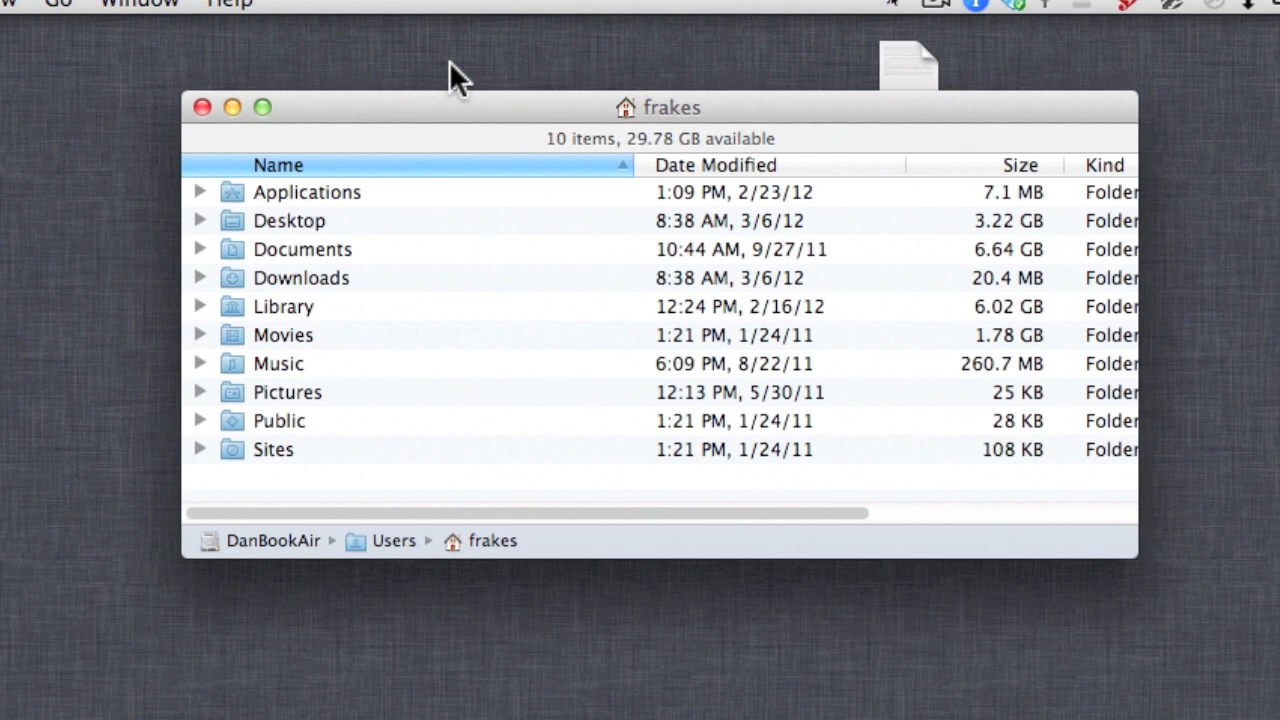 Go Window Help
frakes
10 items, 29.78 GB available
Name Date Modified Size Kind
Applications 1:09 PM, 2/23/12 7.1 MB Folder
Desktop 8:38 AM, 3/6/12 3.22 GB Folder
Documents 10:44 AM, 9/27/11 6.64 GB Folder
Downloads 8:38 AM, 3/6/12 20.4 MB Folder
Library 12:24 PM, 2/16/12 6.02 GB Folder
Movies 1:21 PM, 1/24/11 1.78 GB Folder
Music 6:09 PM, 8/22/11 260.7 MB Folder
Pictures 12:13 PM, 5/30/11 25 KB Folder
Public 1:21 PM, 1/24/11 28 KB Folder
Sites 1:21 PM, 1/24/11 108 KB Folder
DanBookAir Users frakes